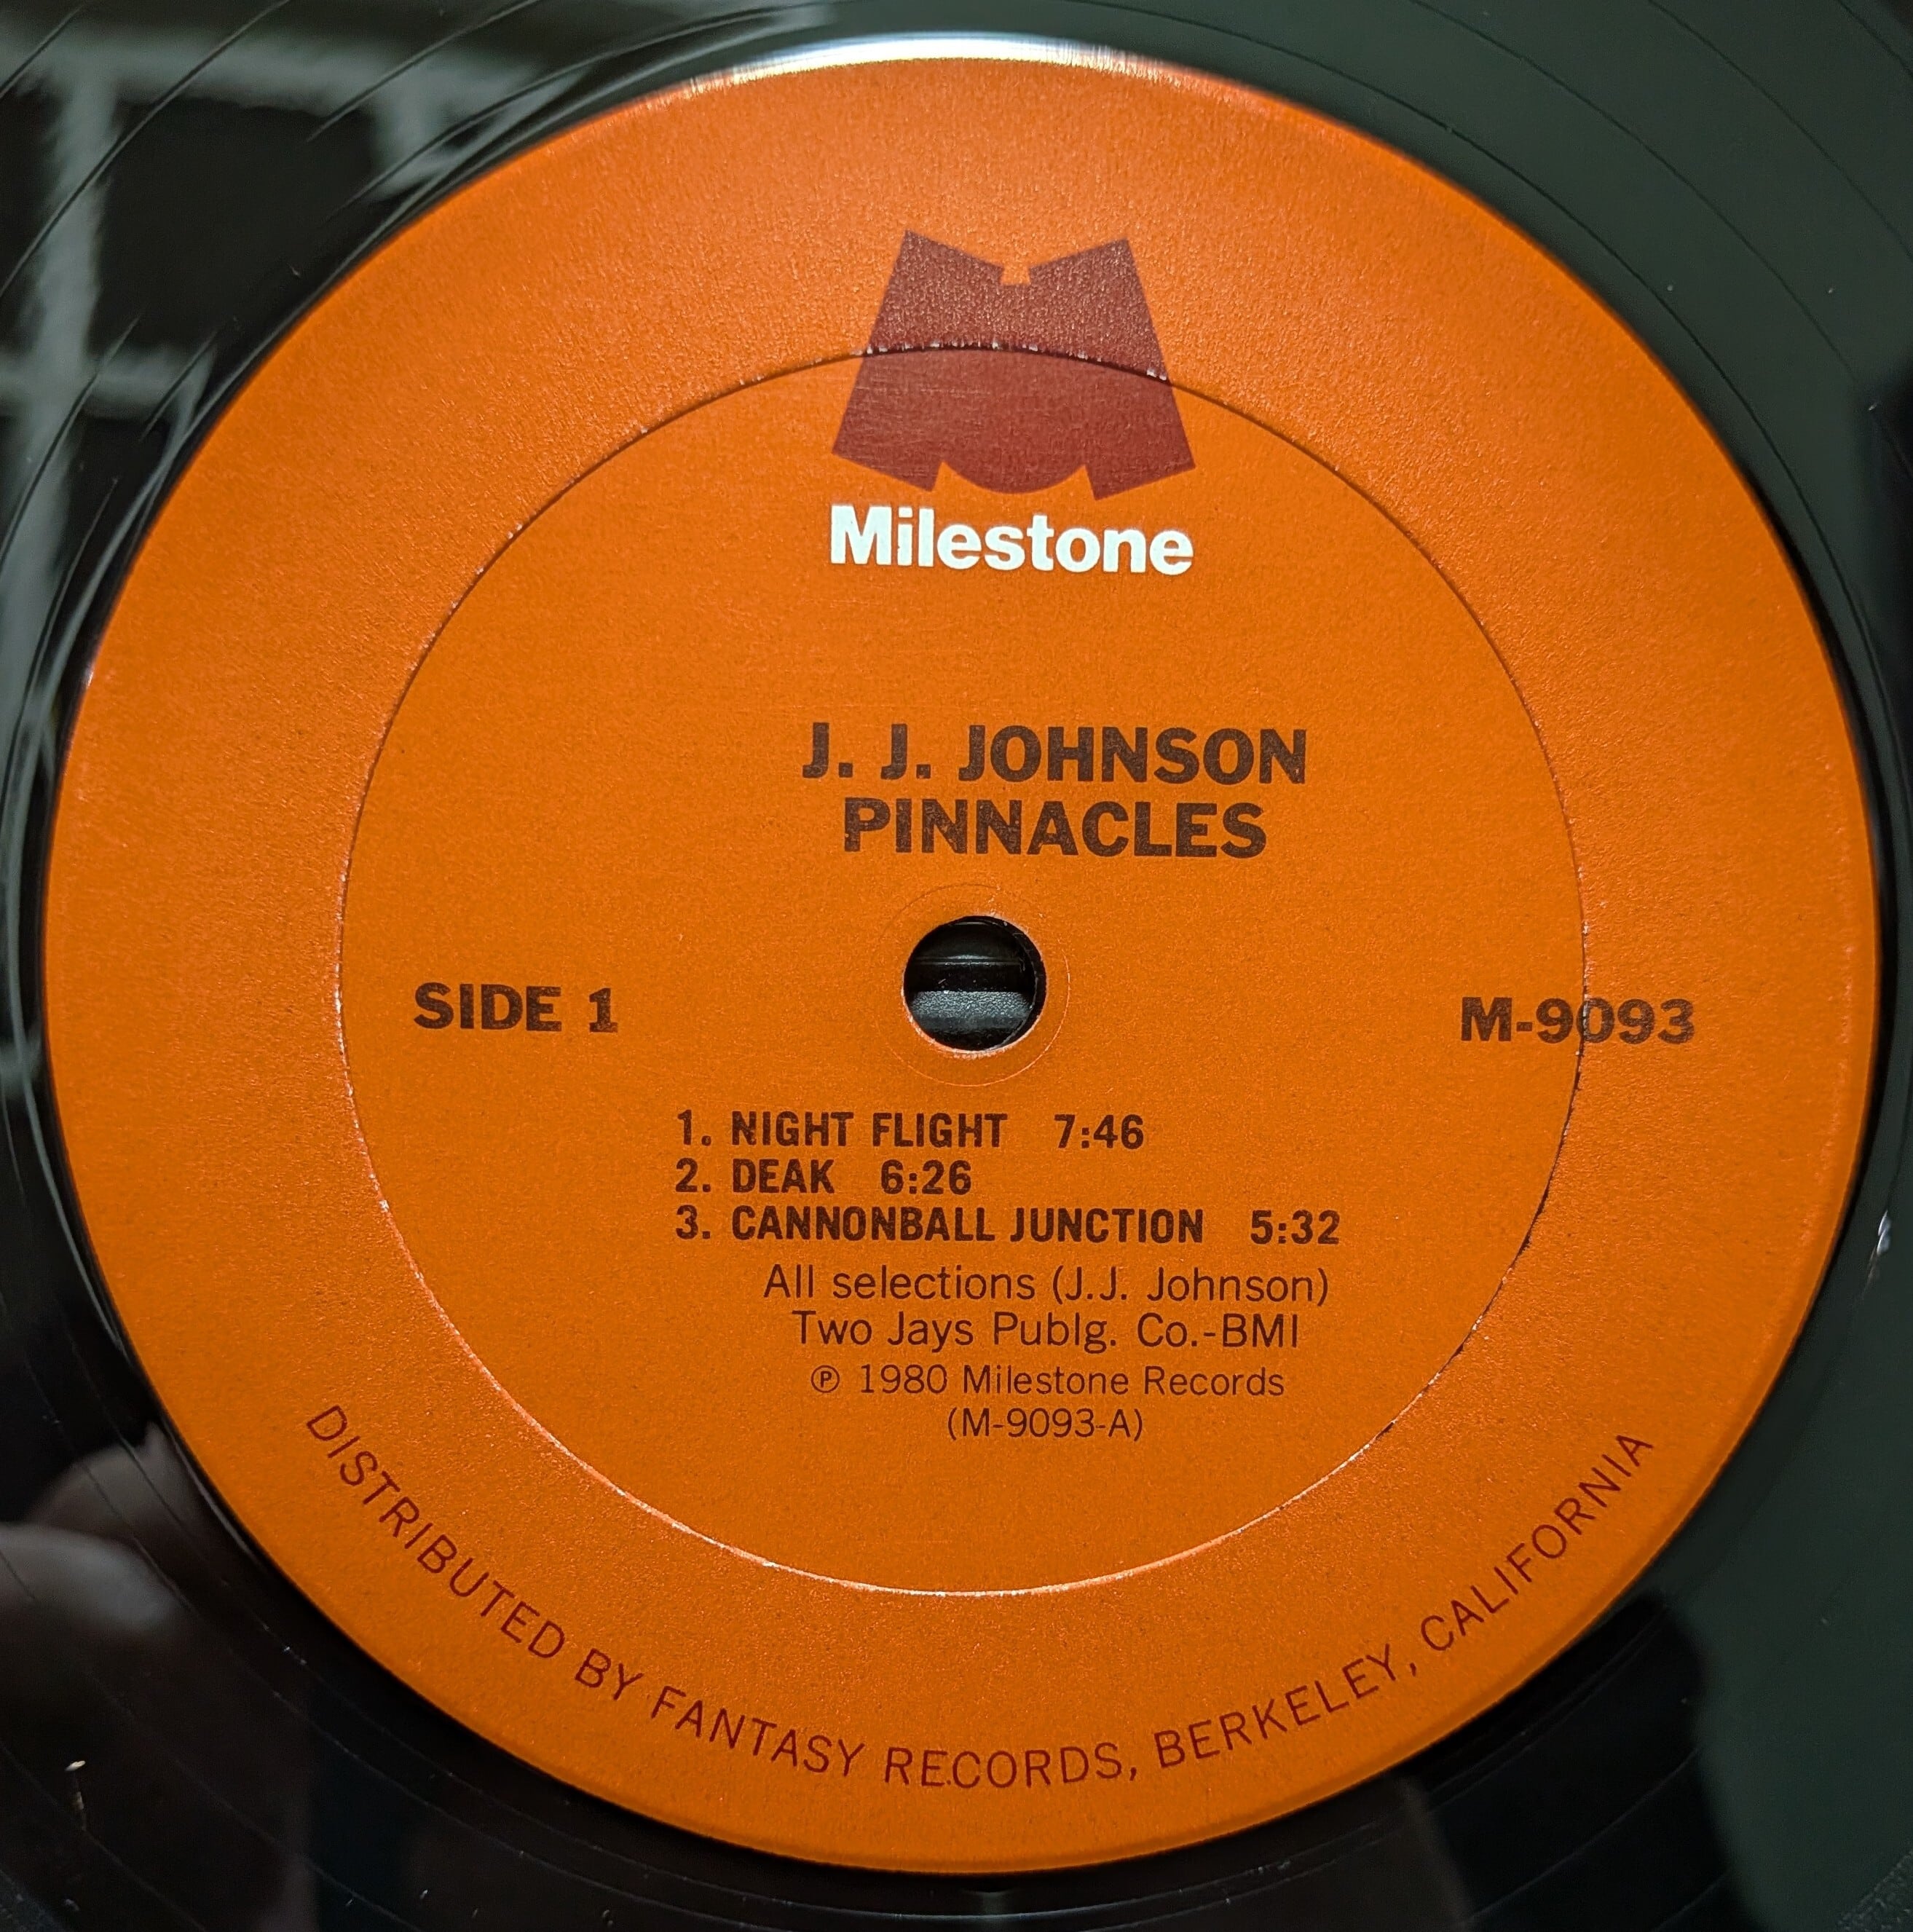 Milestone
J. J. JOHNSON
PINNACLES
SIDE 1
M-9093
1. NIGHT FLIGHT 7:46
2. DEAK 6:26
3. CANNONBALL JUNCTION 5:32
All selections (J.J. Johnson)
Two Jays Publg. Co.-BMI
℗ 1980 Milestone Records
(M-9093-A)
DISTRIBUTED BY FANTASY RECORDS, BERKELEY, CALIFORNIA